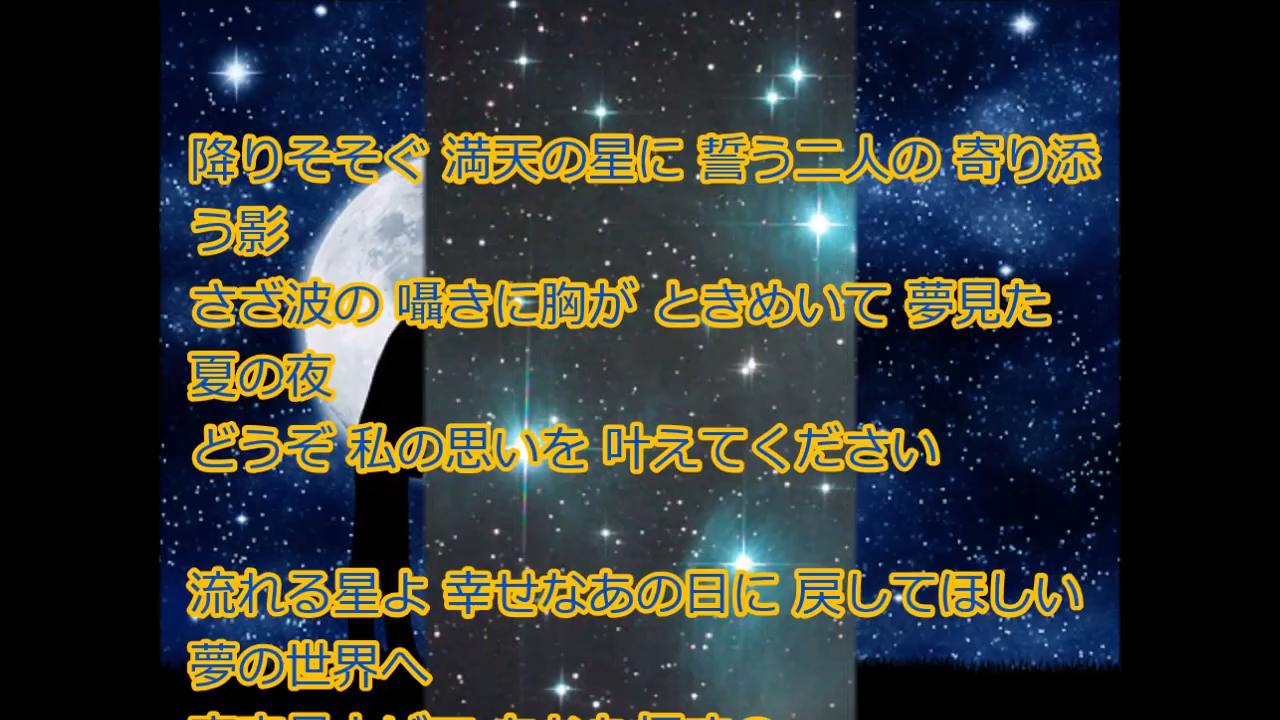 降りそそぐ 満天の星に 誓う二人の 寄り添
う影
さざ波の 囁きに胸が ときめいて 夢見た
夏の夜
どうぞ 私の思いを 叶えてください
流れる星よ 幸せなあの日に 戻してほしい
夢の世界へ